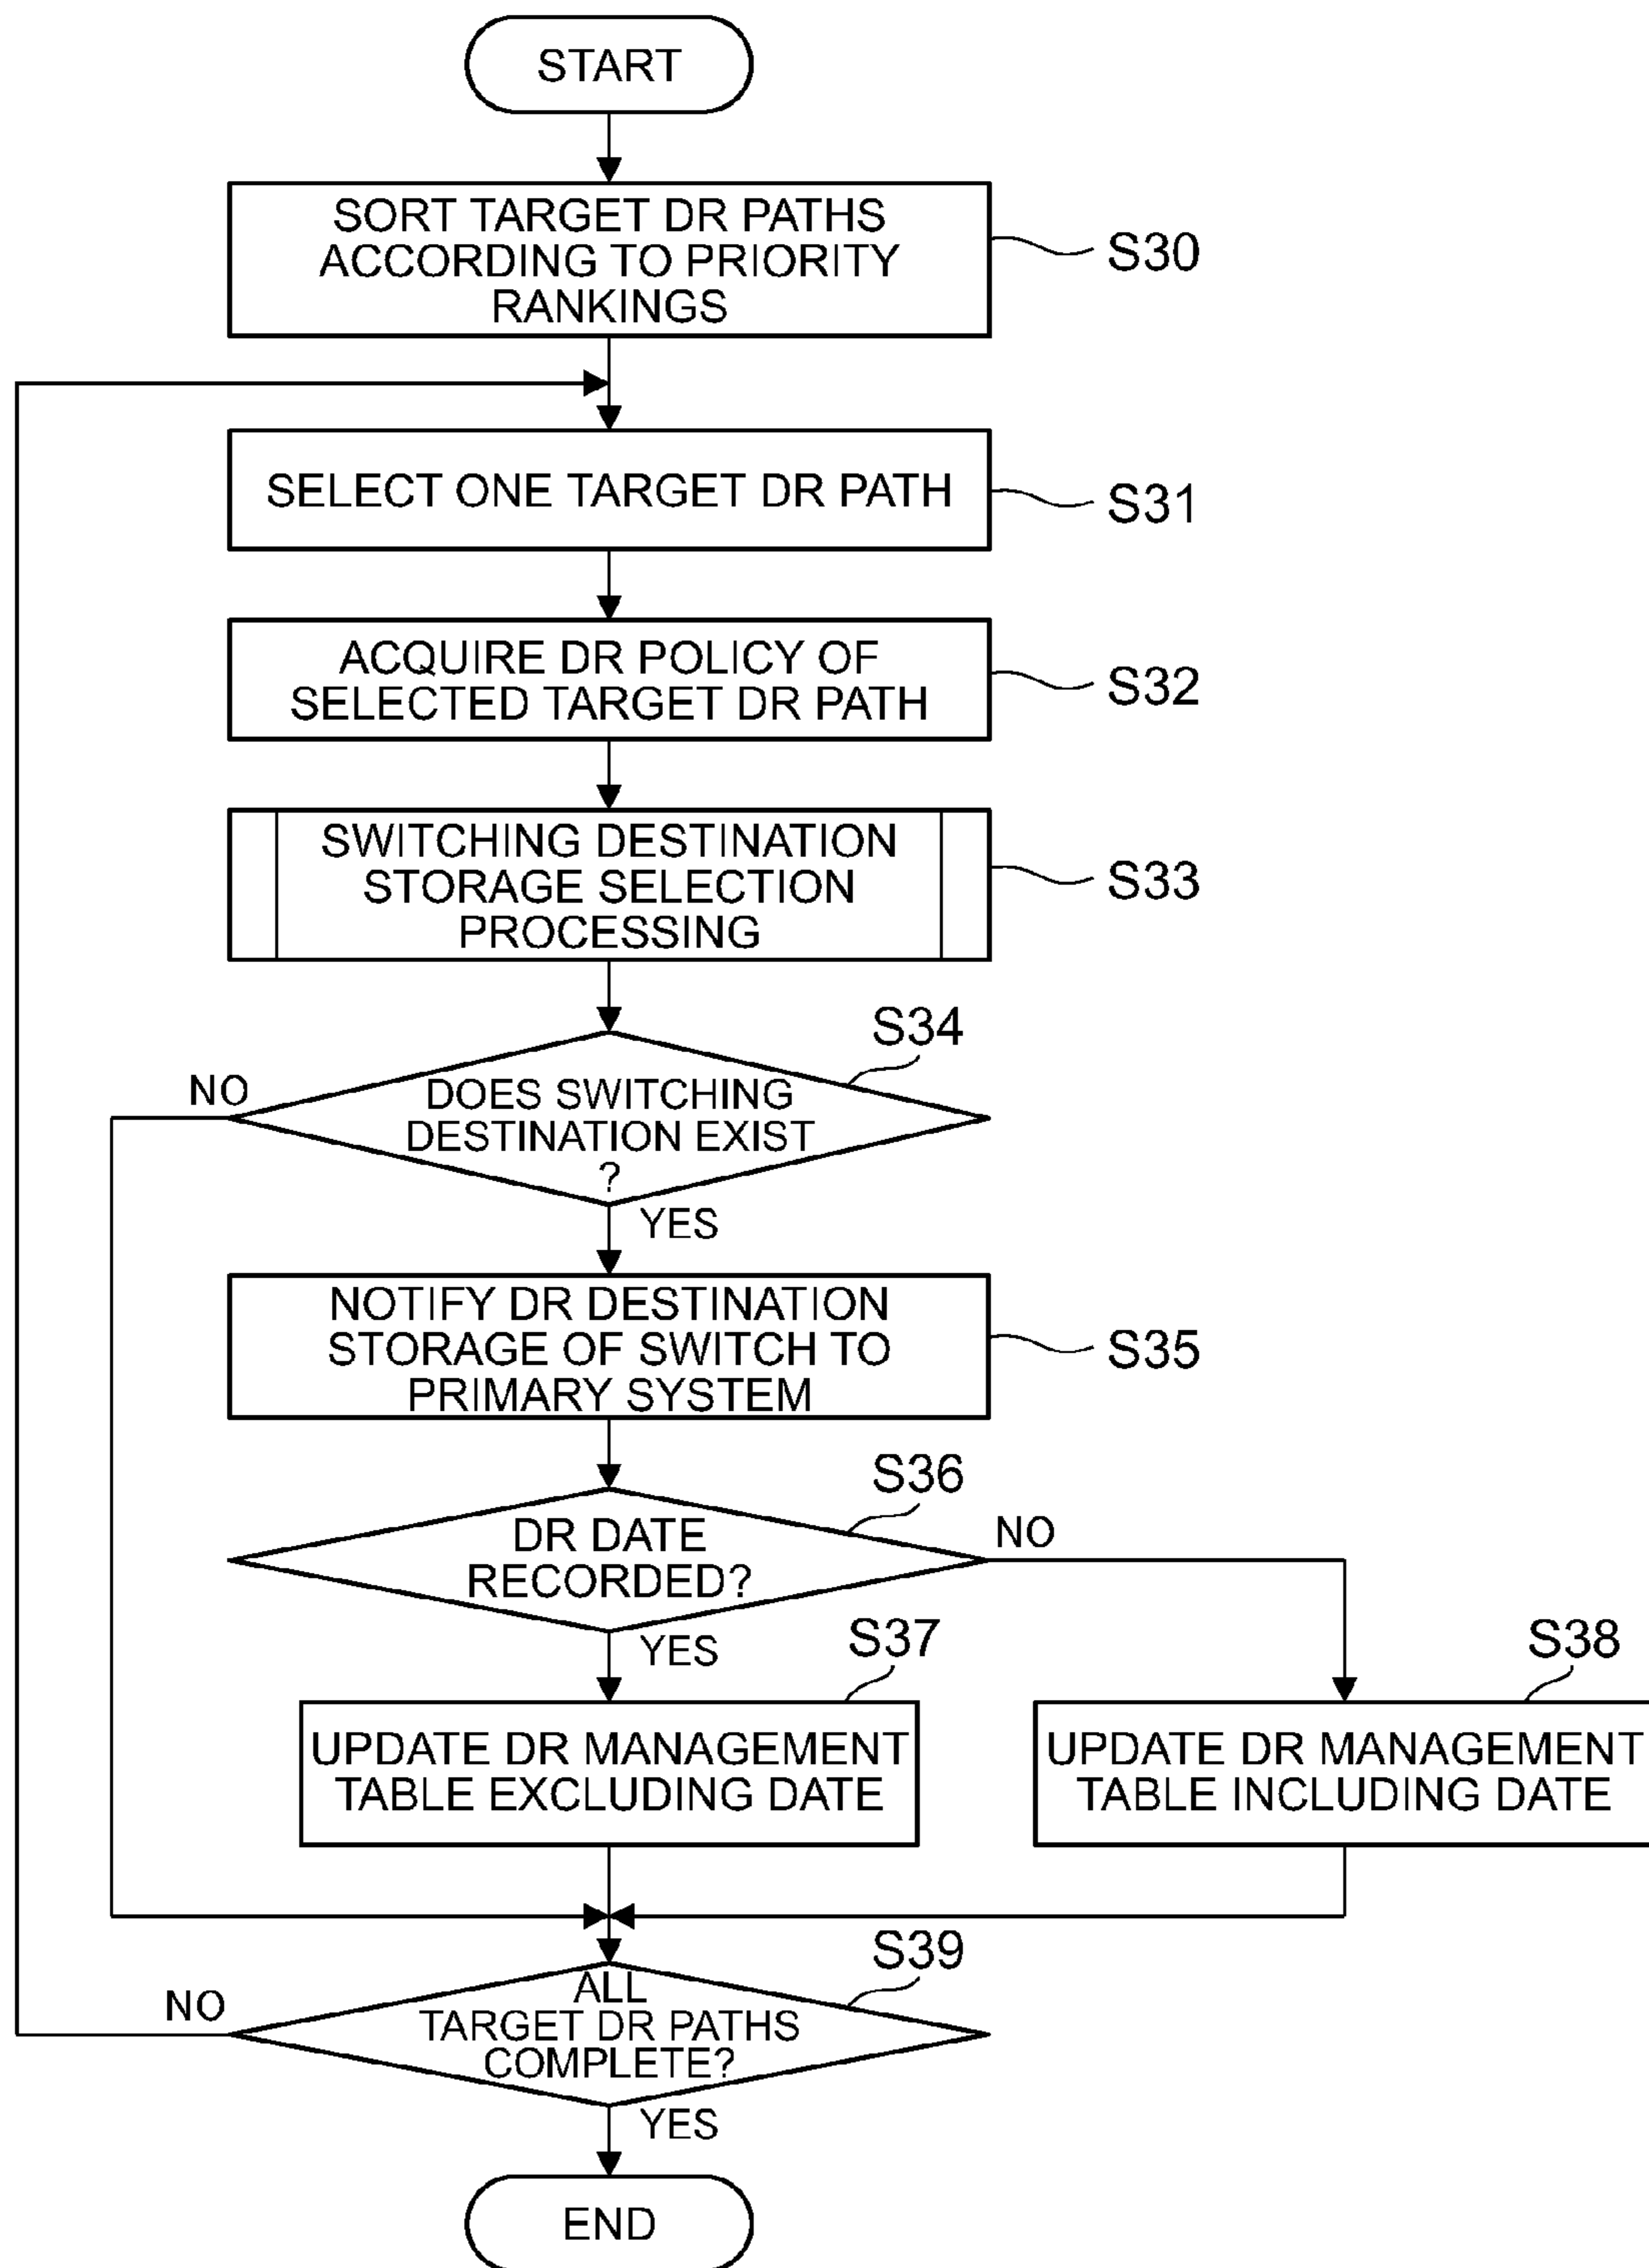 START
SORT TARGET DR PATHS
ACCORDING TO PRIORITY
RANKINGS
S30
SELECT ONE TARGET DR PATH
S31
ACQUIRE DR POLICY OF
SELECTED TARGET DR PATH
S32
SWITCHING DESTINATION
STORAGE SELECTION
PROCESSING
S33
S34
NO
DOES SWITCHING
DESTINATION EXIST
?
YES
NOTIFY DR DESTINATION
STORAGE OF SWITCH TO
PRIMARY SYSTEM
S35
S36
DR DATE
RECORDED?
NO
YES
S37
S38
UPDATE DR MANAGEMENT
TABLE EXCLUDING DATE
UPDATE DR MANAGEMENT
TABLE INCLUDING DATE
S39
NO
ALL
TARGET DR PATHS
COMPLETE?
YES
END